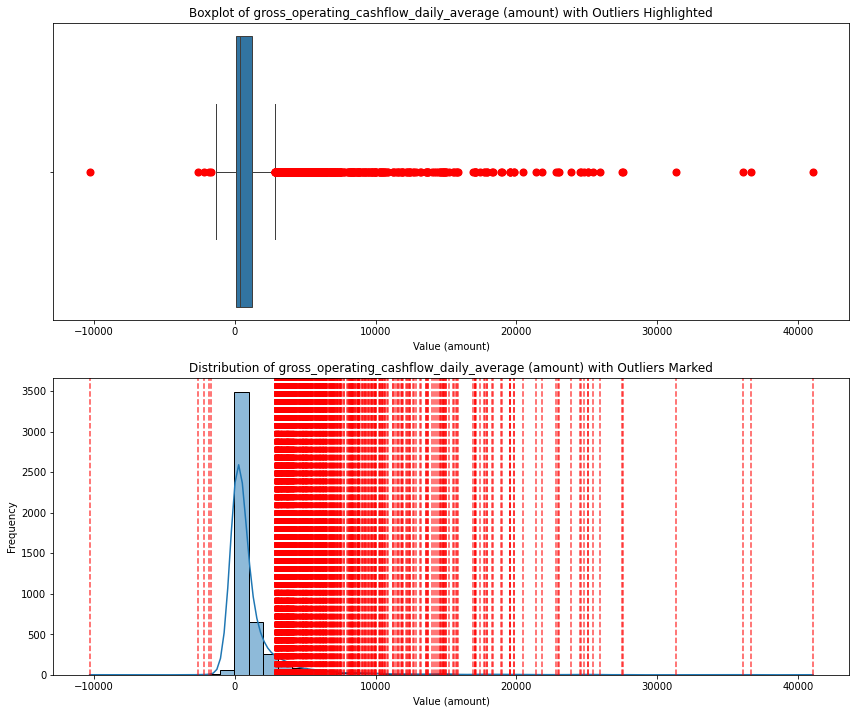 Boxplot of gross_operating_cashflow_daily_average (amount) with Outliers Highlighted
−10000 0 10000 20000 30000 40000
Value (amount)
Distribution of gross_operating_cashflow_daily_average (amount) with Outliers Marked
Frequency
3500
3000
2500
2000
1500
1000
500
0
−10000 0 10000 20000 30000 40000
Value (amount)